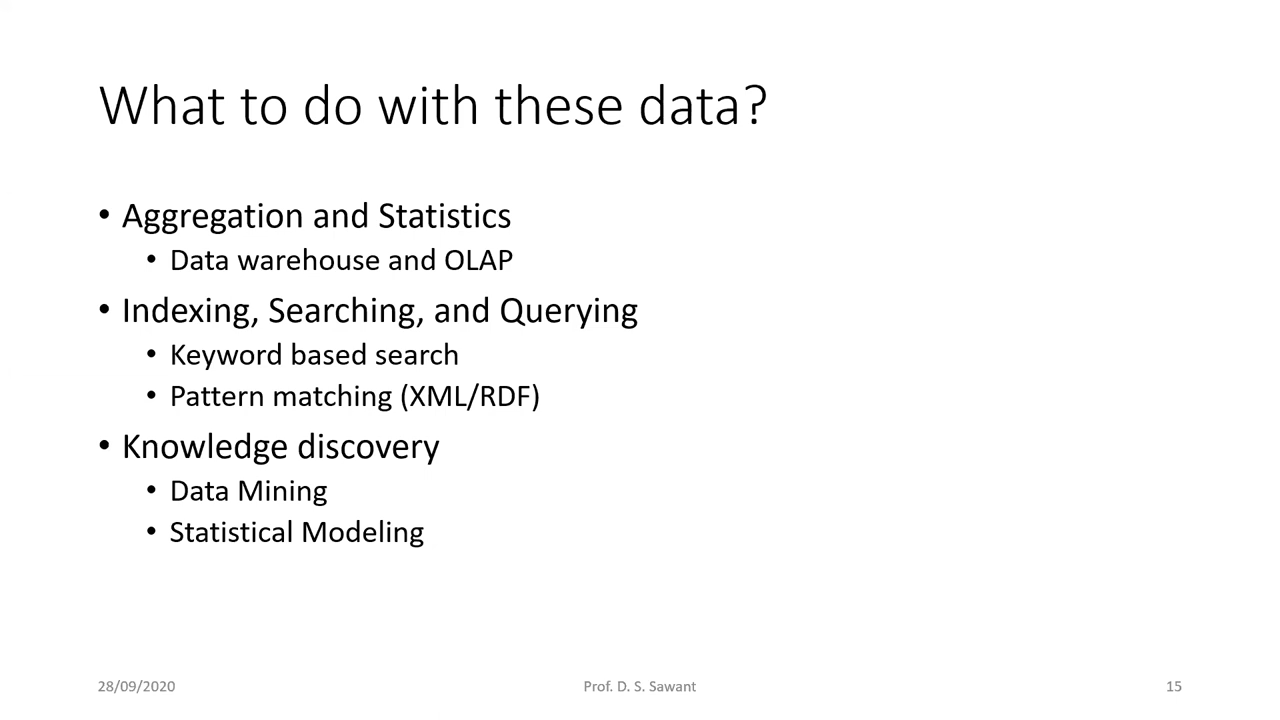 What to do with these data?
• Aggregation and Statistics
• Data warehouse and OLAP
• Indexing, Searching, and Querying
• Keyword based search
• Pattern matching (XML/RDF)
• Knowledge discovery
• Data Mining
• Statistical Modeling
28/09/2020
Prof. D. S. Sawant
15